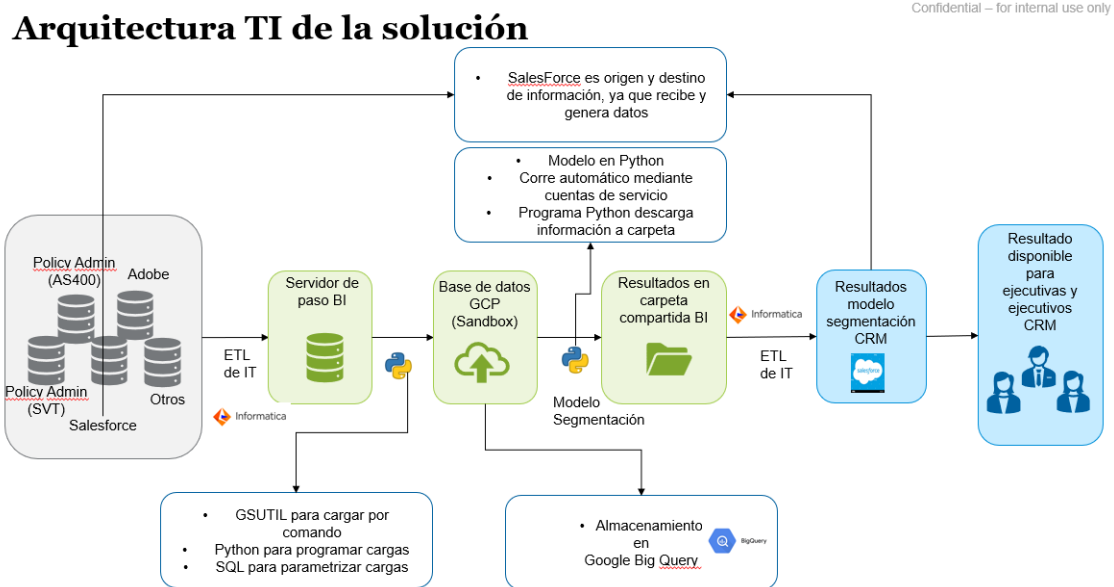 Confidential – for internal use only
Arquitectura TI de la solución
• SalesForce es origen y destino
de información, ya que recibe y
genera datos
• Modelo en Python
• Corre automático mediante
cuentas de servicio
• Programa Python descarga
información a carpeta
Policy Admin
(AS400)
Adobe
Policy Admin
(SVT)
Otros
Salesforce
ETL
de IT
Informatica
Servidor de
paso BI
Base de datos
GCP
(Sandbox)
Modelo
Segmentación
Resultados en
carpeta
compartida BI
Informatica
ETL
de IT
Resultados
modelo
segmentación
CRM
salesforce
Resultado
disponible
para
ejecutivas y
ejecutivos
CRM
• GSUTIL para cargar por
comando
• Python para programar cargas
• SQL para parametrizar cargas
• Almacenamiento
en
Google Big Query
BigQuery